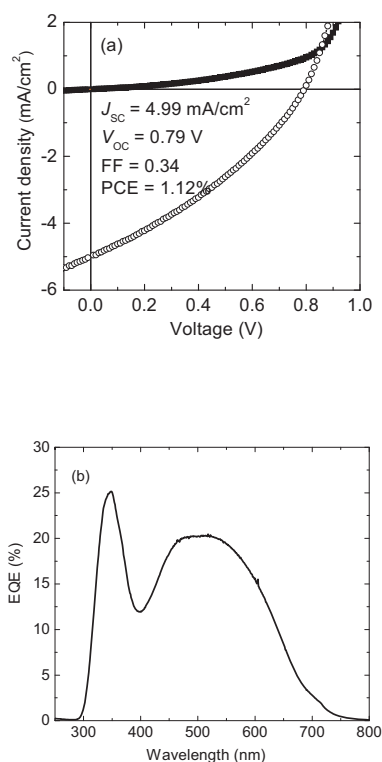 2
(a)
0
J_SC = 4.99 mA/cm²
V_OC = 0.79 V
FF = 0.34
PCE = 1.12%
-2
-4
-6
Current density (mA/cm²)
0.0 0.2 0.4 0.6 0.8 1.0
Voltage (V)
30
(b)
25
20
15
10
5
0
EQE (%)
300 400 500 600 700 800
Wavelength (nm)